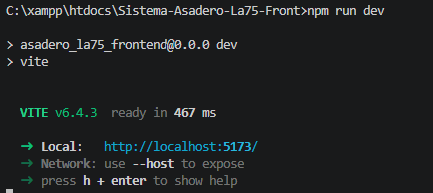 C:\xampp\htdocs\Sistema-Asadero-La75-Front>npm run dev
> asadero_la75_frontend@0.0.0 dev
> vite
VITE v6.4.3  ready in 467 ms
➜  Local:   http://localhost:5173/
➜  Network: use --host to expose
➜  press h + enter to show help